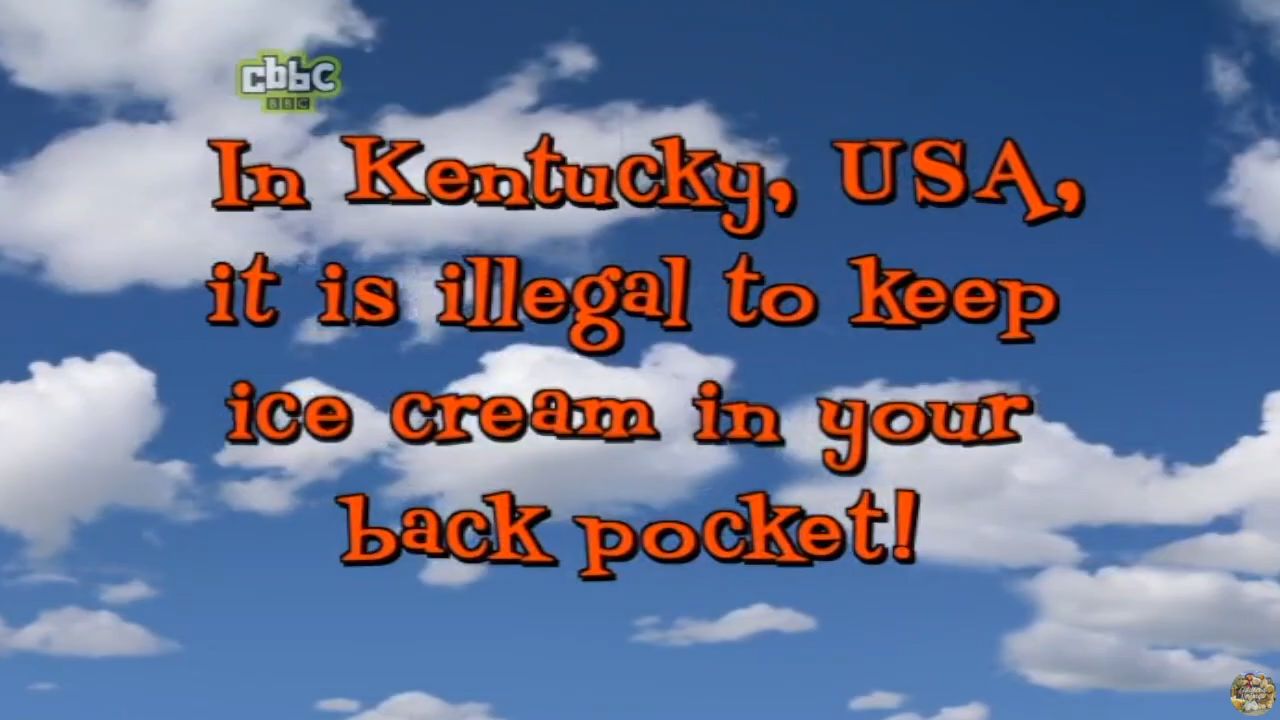 cbbc
BBC
In Kentucky, USA,
it is illegal to keep
ice cream in your
back pocket!